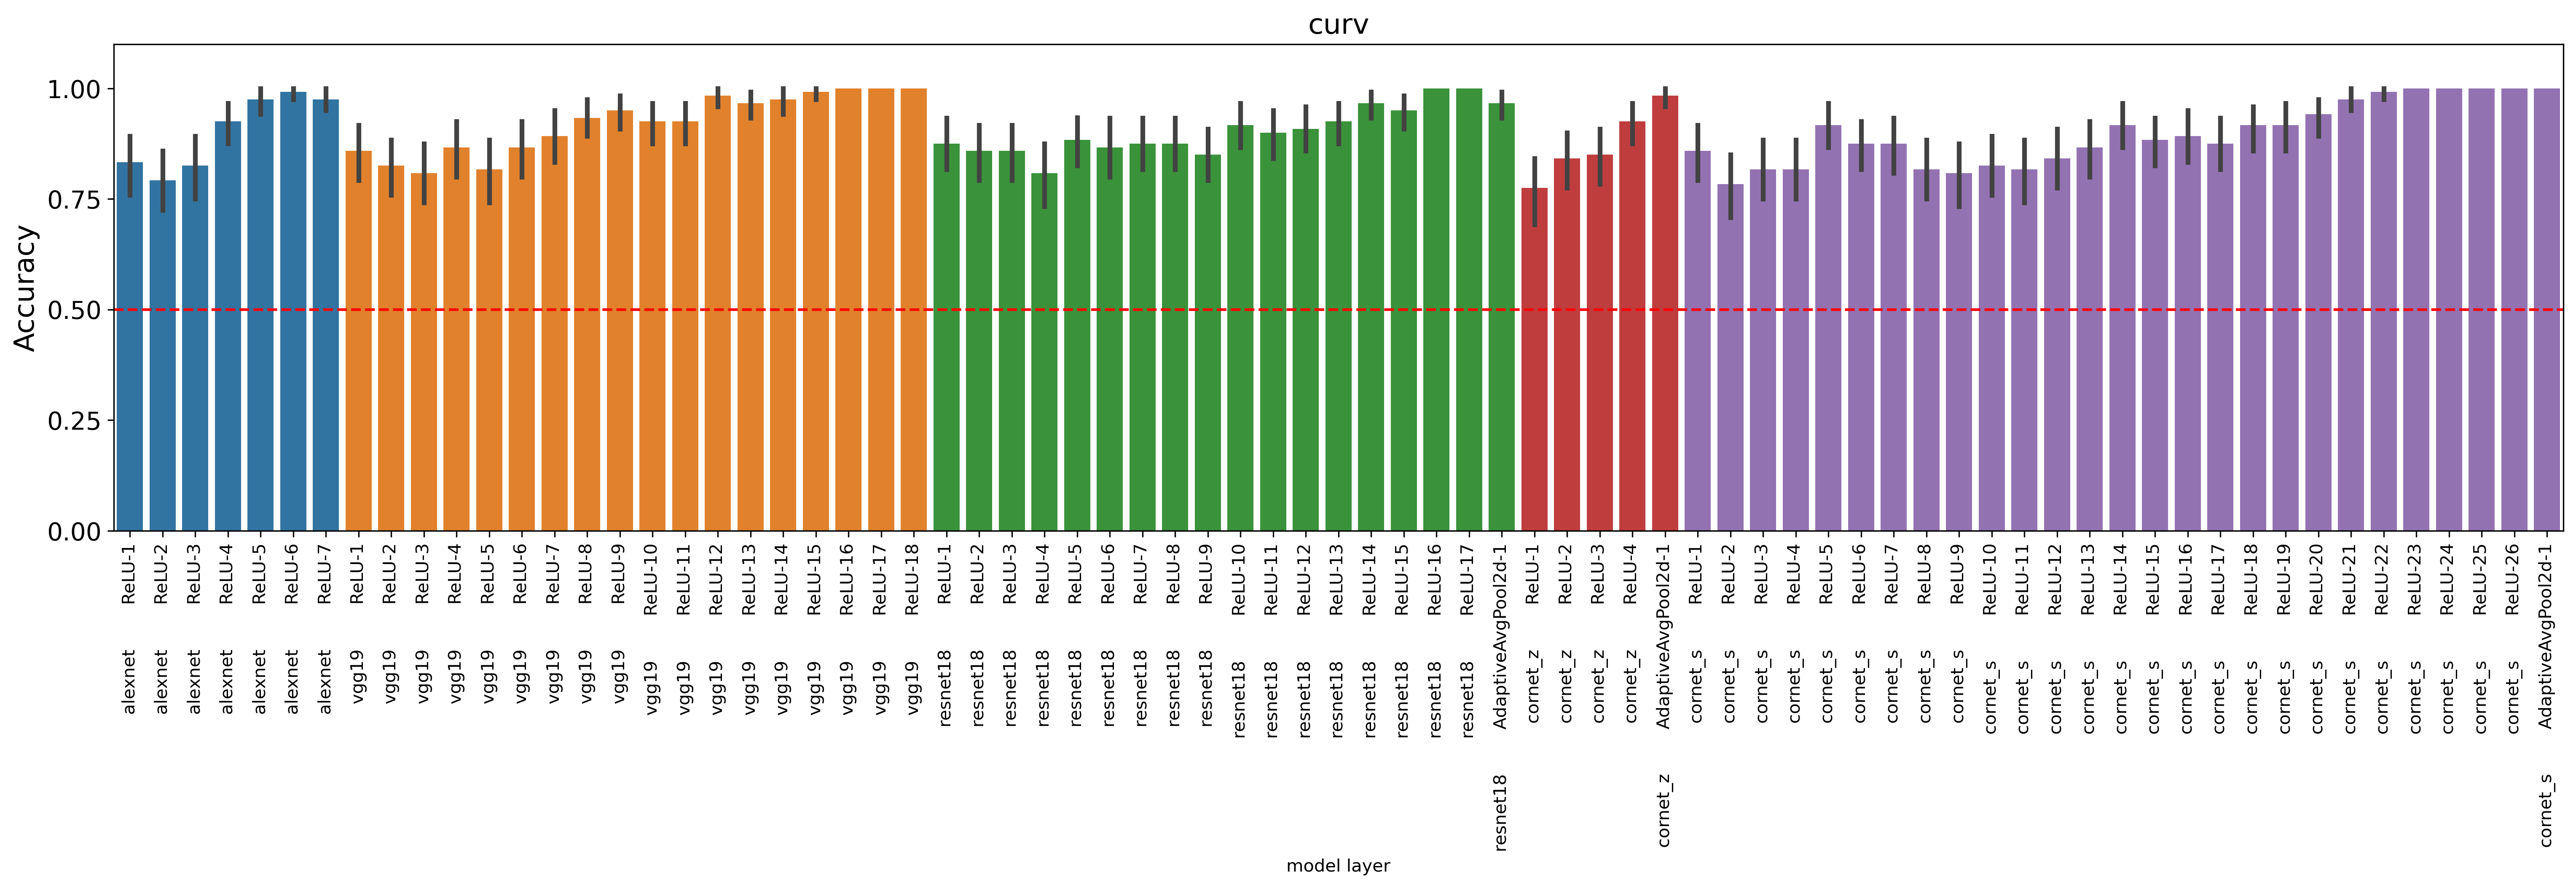 curv
Accuracy
1.00
0.75
0.50
0.25
0.00
ReLU-1 ReLU-2 ReLU-3 ReLU-4 ReLU-5 ReLU-6 ReLU-7 ReLU-1 ReLU-2 ReLU-3 ReLU-4 ReLU-5 ReLU-6 ReLU-7 ReLU-8 ReLU-9 ReLU-10 ReLU-11 ReLU-12 ReLU-13 ReLU-14 ReLU-15 ReLU-16 ReLU-17 ReLU-18 ReLU-1 ReLU-2 ReLU-3 ReLU-4 ReLU-5 ReLU-6 ReLU-7 ReLU-8 ReLU-9 ReLU-10 ReLU-11 ReLU-12 ReLU-13 ReLU-14 ReLU-15 ReLU-16 ReLU-17 AdaptiveAvgPool2d-1 ReLU-1 ReLU-2 ReLU-3 ReLU-4 AdaptiveAvgPool2d-1 ReLU-1 ReLU-2 ReLU-3 ReLU-4 ReLU-5 ReLU-6 ReLU-7 ReLU-8 ReLU-9 ReLU-10 ReLU-11 ReLU-12 ReLU-13 ReLU-14 ReLU-15 ReLU-16 ReLU-17 ReLU-18 ReLU-19 ReLU-20 ReLU-21 ReLU-22 ReLU-23 ReLU-24 ReLU-25 ReLU-26 AdaptiveAvgPool2d-1
alexnet alexnet alexnet alexnet alexnet alexnet alexnet vgg19 vgg19 vgg19 vgg19 vgg19 vgg19 vgg19 vgg19 vgg19 vgg19 vgg19 vgg19 vgg19 vgg19 vgg19 vgg19 vgg19 vgg19 resnet18 resnet18 resnet18 resnet18 resnet18 resnet18 resnet18 resnet18 resnet18 resnet18 resnet18 resnet18 resnet18 resnet18 resnet18 resnet18 resnet18 resnet18 cornet_z cornet_z cornet_z cornet_z cornet_z cornet_s cornet_s cornet_s cornet_s cornet_s cornet_s cornet_s cornet_s cornet_s cornet_s cornet_s cornet_s cornet_s cornet_s cornet_s cornet_s cornet_s cornet_s cornet_s cornet_s cornet_s cornet_s cornet_s cornet_s cornet_s cornet_s cornet_s
model layer